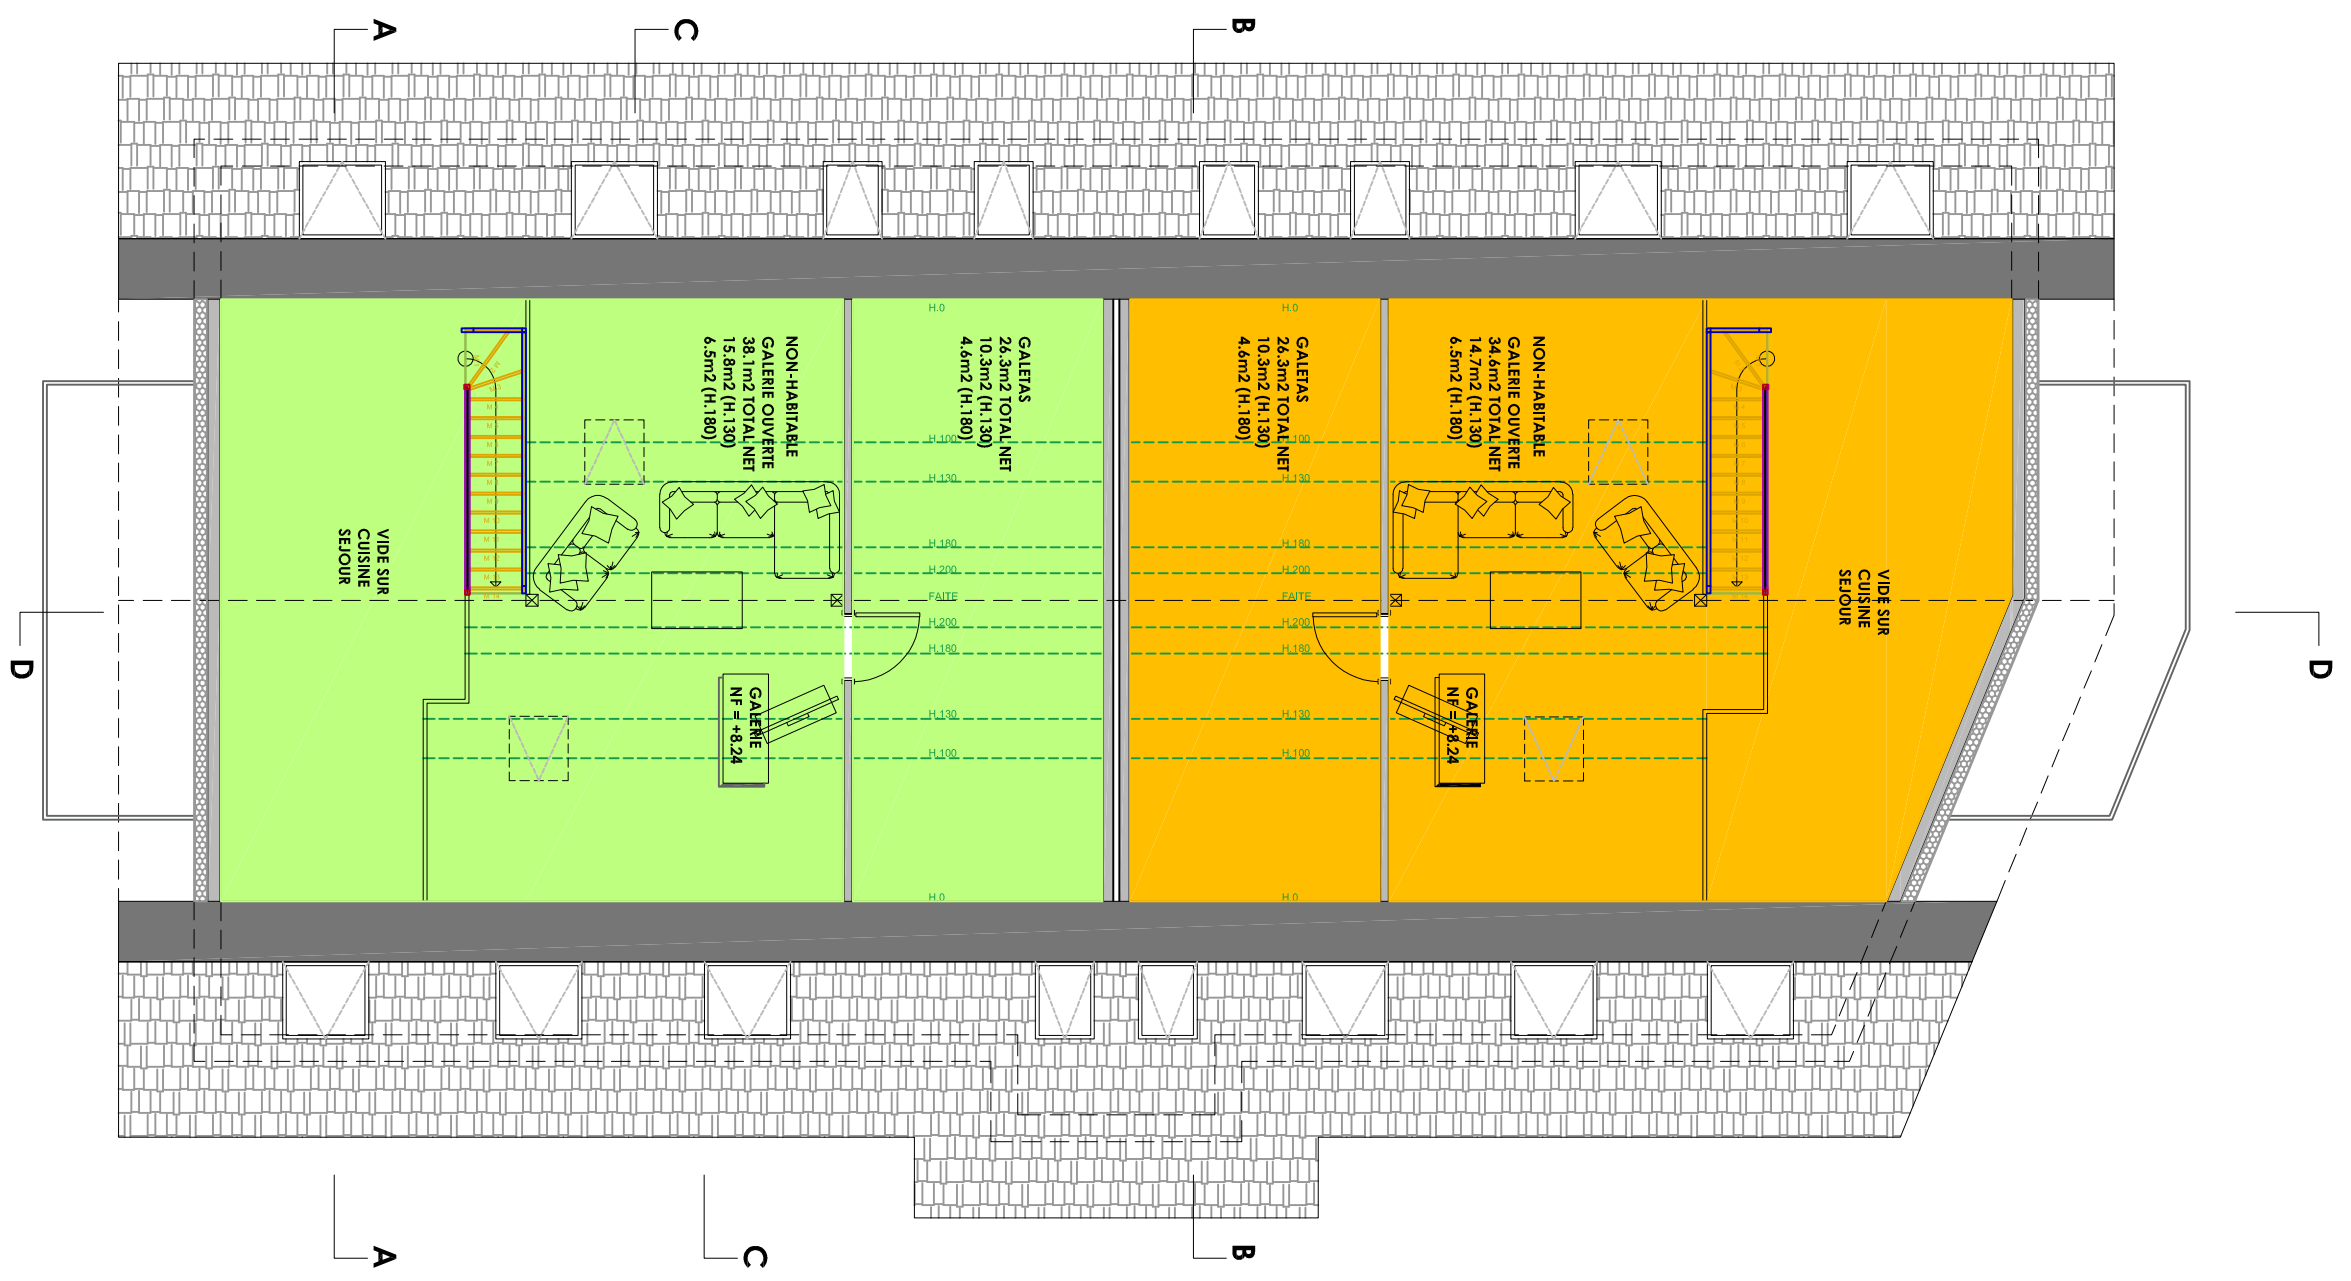 A
C
B
VIDE SUR
CUISINE
SEJOUR
NON-HABITABLE
GALERIE OUVERTE
38.1m2 TOTAL NET
15.8m2 (H.130)
6.5m2 (H.180)
GALETAS
26.3m2 TOTAL NET
10.3m2 (H.130)
4.6m2 (H.180)
GALETAS
26.3m2 TOTAL NET
10.3m2 (H.130)
4.6m2 (H.180)
NON-HABITABLE
GALERIE OUVERTE
34.6m2 TOTAL NET
14.7m2 (H.130)
6.5m2 (H.180)
VIDE SUR
CUISINE
SEJOUR
GALERIE
NF = +8.24
GALERIE
NF = +8.24
H.0
H.100
H.130
H.180
H.200
FAITE
H.200
H.180
H.130
H.100
H.0
H.0
H.100
H.130
H.180
H.200
FAITE
H.200
H.180
H.130
H.100
H.0
D
D
A
C
B